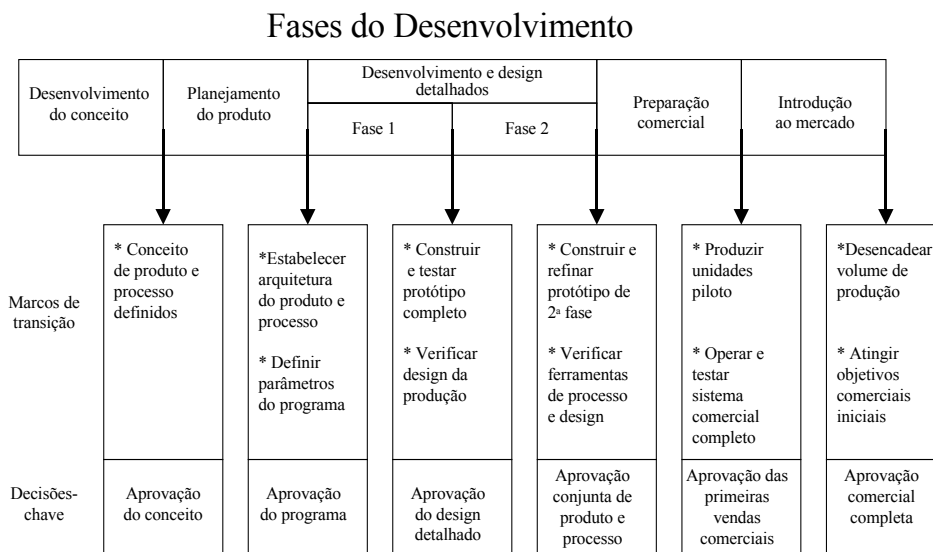 Fases do Desenvolvimento
Desenvolvimento
do conceito
Planejamento
do produto
Desenvolvimento e design
detalhados
Fase 1
Fase 2
Preparação
comercial
Introdução
ao mercado
Marcos de
transição
* Conceito
de produto e
processo
definidos
*Estabelecer
arquitetura
do produto e
processo
* Definir
parâmetros
do programa
* Construir
e testar
protótipo
completo
* Verificar
design da
produção
* Construir e
refinar
protótipo de
2ª fase
* Verificar
ferramentas
de processo
e design
* Produzir
unidades
piloto
* Operar e
testar
sistema
comercial
completo
*Desencadear
volume de
produção
* Atingir
objetivos
comerciais
iniciais
Decisões-
chave
Aprovação
do conceito
Aprovação
do programa
Aprovação
do design
detalhado
Aprovação
conjunta de
produto e
processo
Aprovação das
primeiras
vendas
comerciais
Aprovação
comercial
completa